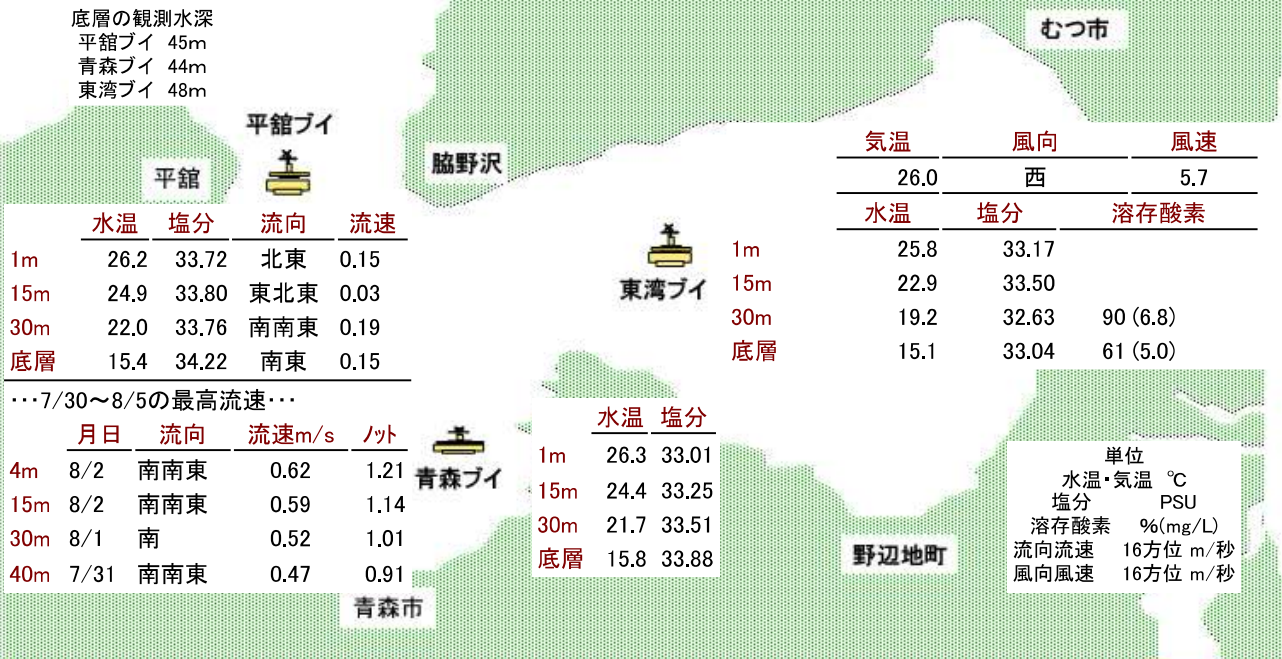 底層の観測水深
平舘ブイ 45m
青森ブイ 44m
東湾ブイ 48m
むつ市
平舘ブイ
平舘
脇野沢
気温 風向 風速
26.0 西 5.7
水温 塩分 溶存酸素
1m 25.8 33.17
15m 22.9 33.50
30m 19.2 32.63 90 (6.8)
底層 15.1 33.04 61 (5.0)
東湾ブイ
水温 塩分 流向 流速
1m 26.2 33.72 北東 0.15
15m 24.9 33.80 東北東 0.03
30m 22.0 33.76 南南東 0.19
底層 15.4 34.22 南東 0.15
･･･7/30～8/5の最高流速･･･
月日 流向 流速m/s ﾉｯﾄ
4m 8/2 南南東 0.62 1.21
15m 8/2 南南東 0.59 1.14
30m 8/1 南 0.52 1.01
40m 7/31 南南東 0.47 0.91
青森ブイ
水温 塩分
1m 26.3 33.01
15m 24.4 33.25
30m 21.7 33.51
底層 15.8 33.88
青森市
野辺地町
単位
水温･気温 ℃
塩分 PSU
溶存酸素 %(mg/L)
流向流速 16方位 m/秒
風向風速 16方位 m/秒